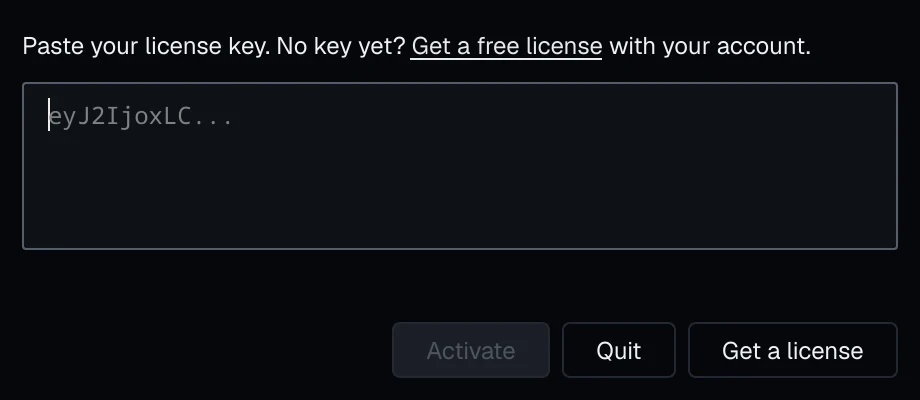 Paste your license key. No key yet? Get a free license with your account.
eyJ2IjoxLC...
Activate
Quit
Get a license